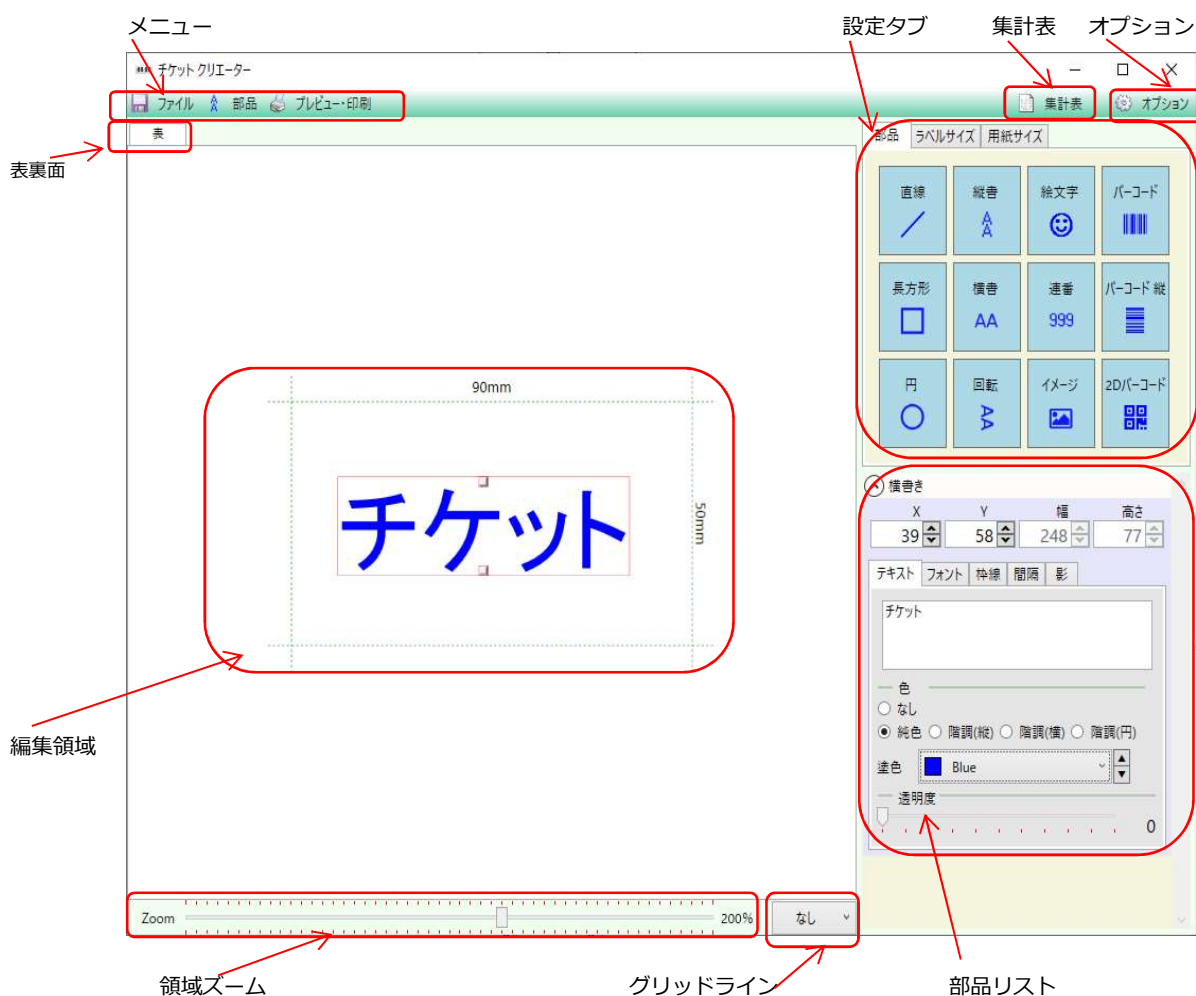 メニュー
設定タブ
集計表
オプション
チケット クリエーター
ファイル 部品 プレビュー・印刷
集計表
オプション
表
表裏面
部品 ラベルサイズ 用紙サイズ
直線 縦書 絵文字 バーコード
長方形 横書 連番 バーコード 縦
AA 999
円 回転 イメージ 2Dバーコード
90mm
50mm
チケット
横書き
X Y 幅 高さ
39 58 248 77
テキスト フォント 枠線 間隔 影
チケット
色
なし
純色 階調(縦) 階調(横) 階調(円)
塗色 Blue
透明度
0
編集領域
Zoom 200% なし
領域ズーム
グリッドライン
部品リスト